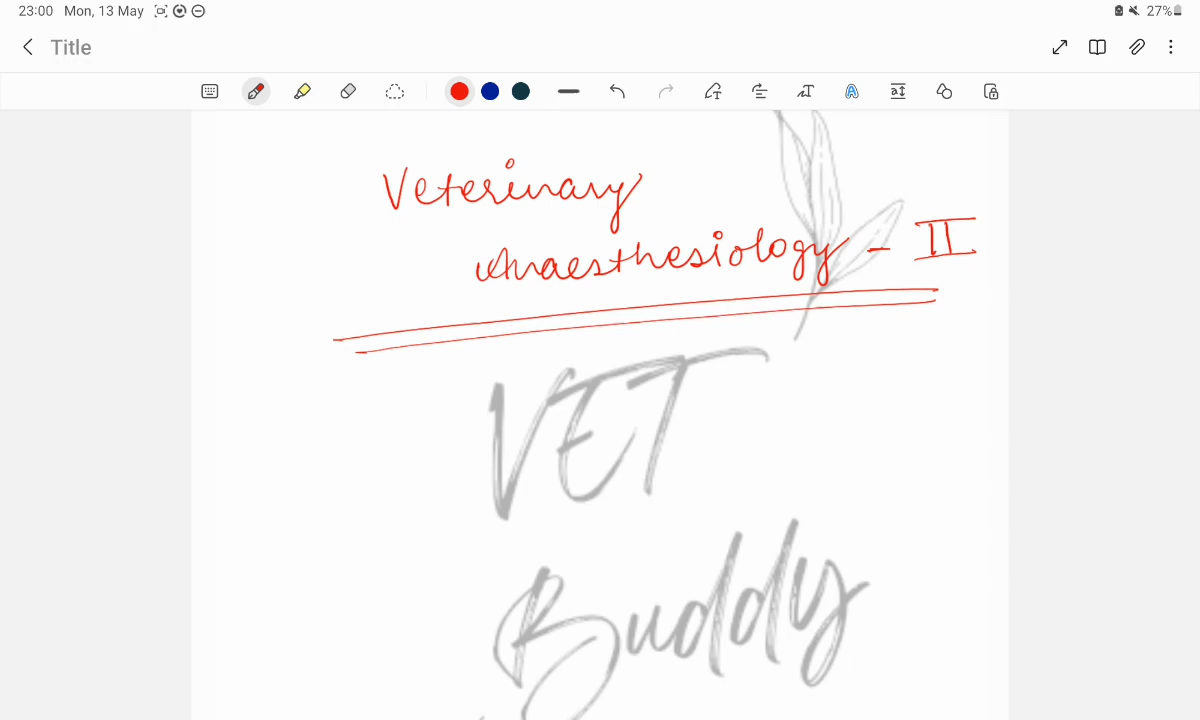 23:00 Mon, 13 May 27%
Title
Veterinary
Anaesthesiology - II
VET
Buddy